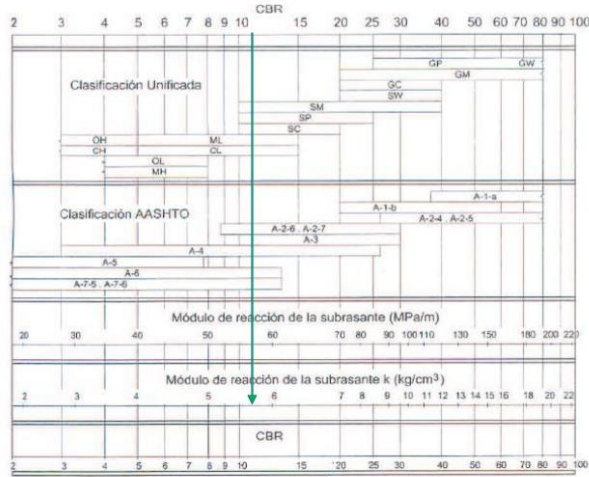 CBR
2 3 4 5 6 7 8 9 10 15 20 25 30 40 50 60 70 80 100
GP GW
GM
Clasificación Unificada
GC
SW
SM
SP
SC
OH ML
CH CL
OL
MH
A-1-a
Clasificación AASHTO
A-1-b
A-2-4 . A-2-5
A-2-6 . A-2-7
A-3
A-4
A-5
A-6
A-7-5 . A-7-6
Módulo de reacción de la subrasante (MPa/m)
20 30 40 50 60 70 80 90 100 110 130 150 180 200 220
Módulo de reacción de la subrasante k (kg/cm³)
2 3 4 5 6 7 8 9 10 11 12 13 14 15 16 18 20 22
CBR
2 3 4 5 6 7 8 9 10 15 20 25 30 40 50 60 70 80 100